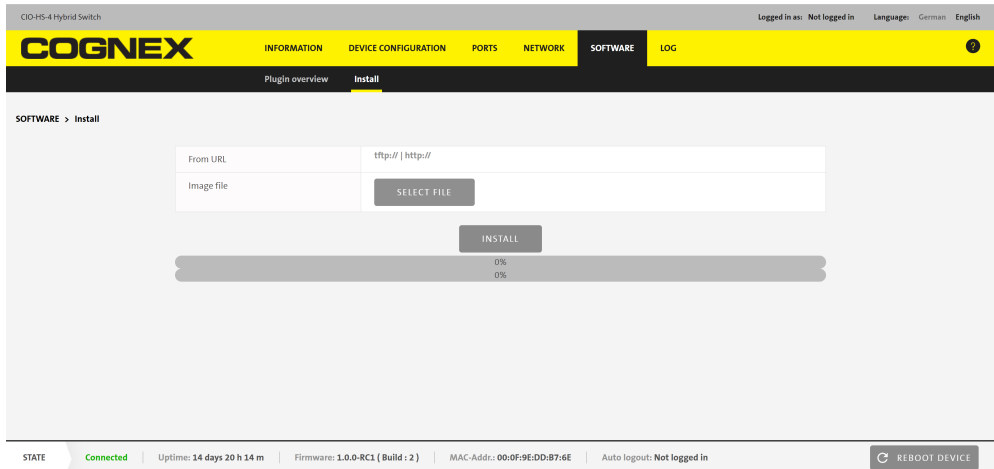 CIO-HS-4 Hybrid Switch Logged in as: Not logged in Language: German English
COGNEX INFORMATION DEVICE CONFIGURATION PORTS NETWORK SOFTWARE LOG ?
Plugin overview Install
SOFTWARE > Install
From URL tftp:// | http://
Image file SELECT FILE
INSTALL
0%
0%
STATE Connected Uptime: 14 days 20 h 14 m Firmware: 1.0.0-RC1 ( Build : 2 ) MAC-Addr.: 00:0F:9E:DD:B7:6E Auto logout: Not logged in REBOOT DEVICE